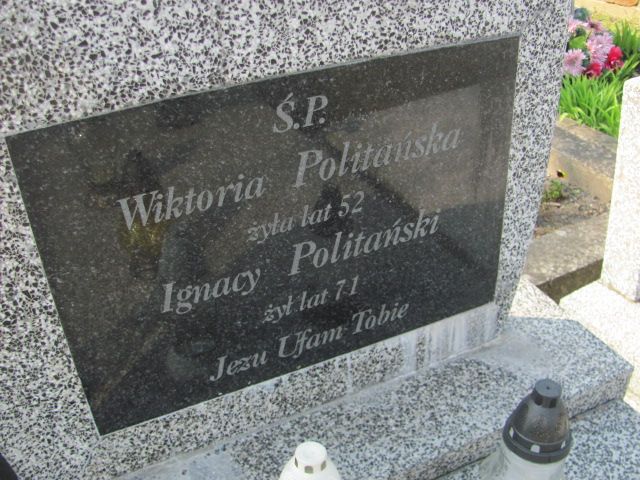 Ś.P.
Wiktoria Politańska
żyła lat 52
Ignacy Politański
żył lat 71
Jezu Ufam Tobie